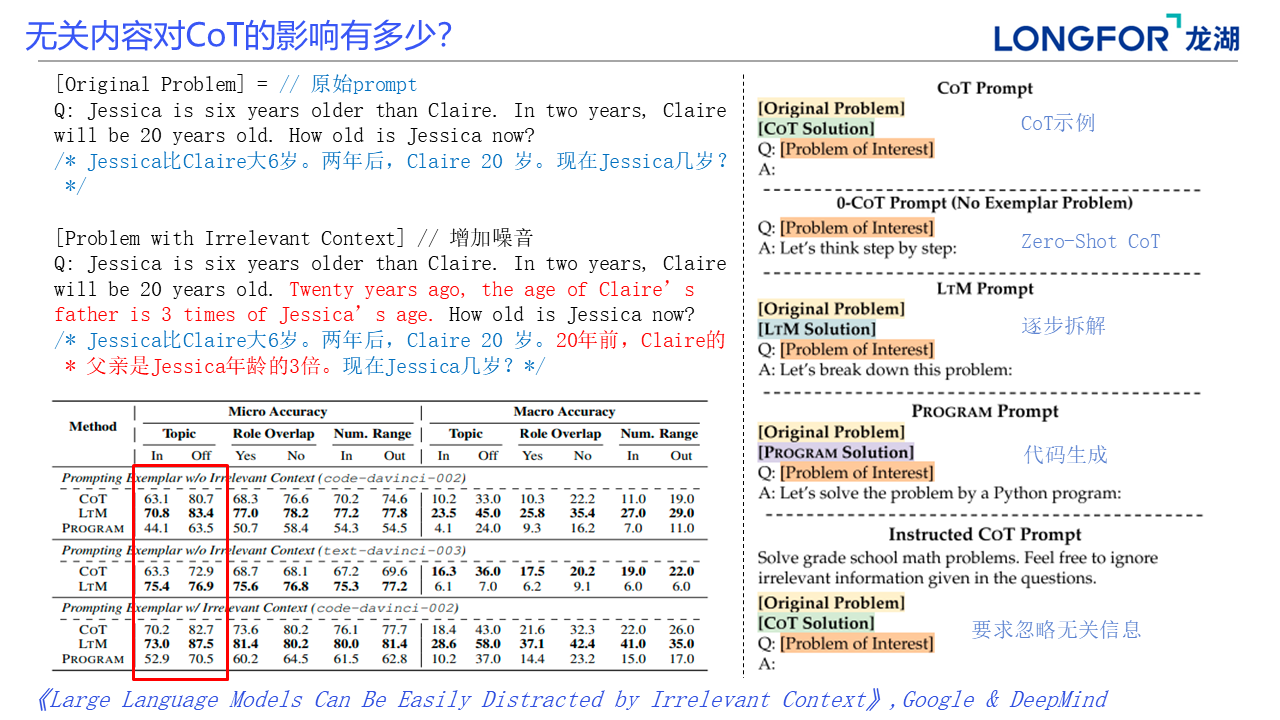 无关内容对CoT的影响有多少?
LONGFOR 龙湖
[Original Problem] = // 原始prompt
Q: Jessica is six years older than Claire. In two years, Claire
will be 20 years old. How old is Jessica now?
/* Jessica比Claire大6岁。两年后，Claire 20 岁。现在Jessica几岁？
*/
[Problem with Irrelevant Context] // 增加噪音
Q: Jessica is six years older than Claire. In two years, Claire
will be 20 years old. Twenty years ago, the age of Claire’s
father is 3 times of Jessica’s age. How old is Jessica now?
/* Jessica比Claire大6岁。两年后，Claire 20 岁。20年前，Claire的
* 父亲是Jessica年龄的3倍。现在Jessica几岁？*/
Method | Micro Accuracy | Macro Accuracy
Topic Role Overlap Num. Range Topic Role Overlap Num. Range
In Off Yes No In Out In Off Yes No In Out
Prompting Exemplar w/o Irrelevant Context (code-davinci-002)
COT 63.1 80.7 68.3 76.6 70.2 74.6 10.2 33.0 10.3 22.2 11.0 19.0
LTM 70.8 83.4 77.0 78.2 77.2 77.8 23.5 45.0 25.8 35.4 27.0 29.0
PROGRAM 44.1 63.5 50.7 58.4 54.3 54.5 4.1 24.0 9.3 16.2 7.0 11.0
Prompting Exemplar w/o Irrelevant Context (text-davinci-003)
COT 63.3 72.9 68.7 68.1 67.2 69.6 16.3 36.0 17.5 20.2 19.0 22.0
LTM 75.4 76.9 75.6 76.8 75.3 77.2 6.1 7.0 6.2 9.1 6.0 6.0
Prompting Exemplar w/ Irrelevant Context (code-davinci-002)
COT 70.2 82.7 73.6 80.2 76.1 77.7 18.4 43.0 21.6 32.3 22.0 26.0
LTM 73.0 87.5 81.4 80.2 80.0 81.4 28.6 58.0 37.1 42.4 41.0 35.0
PROGRAM 52.9 70.5 60.2 64.5 61.5 62.8 10.2 37.0 14.4 23.2 15.0 17.0
COT Prompt
[Original Problem]
[COT Solution] CoT示例
Q: [Problem of Interest]
A:
0-COT Prompt (No Exemplar Problem)
Q: [Problem of Interest]
A: Let’s think step by step: Zero-Shot CoT
LTM Prompt
[Original Problem]
[LTM Solution] 逐步拆解
Q: [Problem of Interest]
A: Let’s break down this problem:
PROGRAM Prompt
[Original Problem]
[PROGRAM Solution] 代码生成
Q: [Problem of Interest]
A: Let’s solve the problem by a Python program:
Instructed COT Prompt
Solve grade school math problems. Feel free to ignore
irrelevant information given in the questions.
[Original Problem]
[COT Solution] 要求忽略无关信息
Q: [Problem of Interest]
A:
《Large Language Models Can Be Easily Distracted by Irrelevant Context》,Google & DeepMind